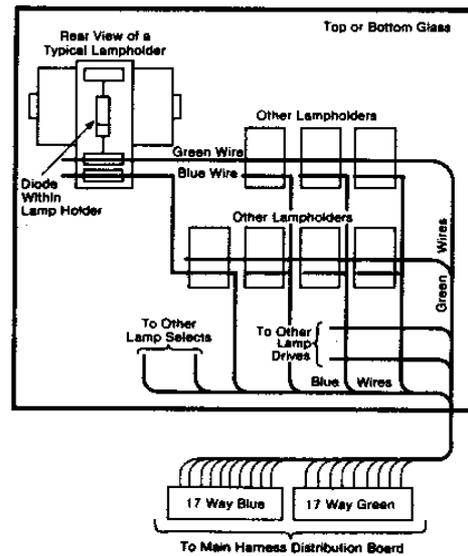 Top or Bottom Glass
Rear View of a
Typical Lampholder
Other Lampholders
Green Wire
Blue Wire
Diode
Within
Lamp Holder
Other Lampholders
Green Wires
To Other
Lamp Selects
To Other
Lamp
Drives
Blue Wires
17 Way Blue
17 Way Green
To Main Harness Distribution Board